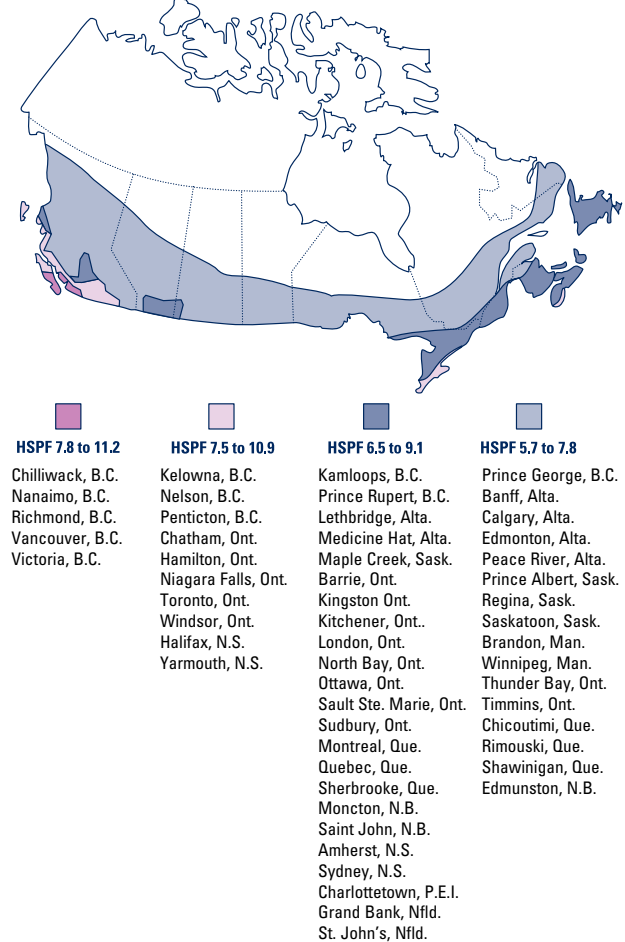 HSPF 7.8 to 11.2
Chilliwack, B.C.
Nanaimo, B.C.
Richmond, B.C.
Vancouver, B.C.
Victoria, B.C.
HSPF 7.5 to 10.9
Kelowna, B.C.
Nelson, B.C.
Penticton, B.C.
Chatham, Ont.
Hamilton, Ont.
Niagara Falls, Ont.
Toronto, Ont.
Windsor, Ont.
Halifax, N.S.
Yarmouth, N.S.
HSPF 6.5 to 9.1
Kamloops, B.C.
Prince Rupert, B.C.
Lethbridge, Alta.
Medicine Hat, Alta.
Maple Creek, Sask.
Barrie, Ont.
Kingston Ont.
Kitchener, Ont..
London, Ont.
North Bay, Ont.
Ottawa, Ont.
Sault Ste. Marie, Ont.
Sudbury, Ont.
Montreal, Que.
Quebec, Que.
Sherbrooke, Que.
Moncton, N.B.
Saint John, N.B.
Amherst, N.S.
Sydney, N.S.
Charlottetown, P.E.I.
Grand Bank, Nfld.
St. John's, Nfld.
HSPF 5.7 to 7.8
Prince George, B.C.
Banff, Alta.
Calgary, Alta.
Edmonton, Alta.
Peace River, Alta.
Prince Albert, Sask.
Regina, Sask.
Saskatoon, Sask.
Brandon, Man.
Winnipeg, Man.
Thunder Bay, Ont.
Timmins, Ont.
Chicoutimi, Que.
Rimouski, Que.
Shawinigan, Que.
Edmunston, N.B.